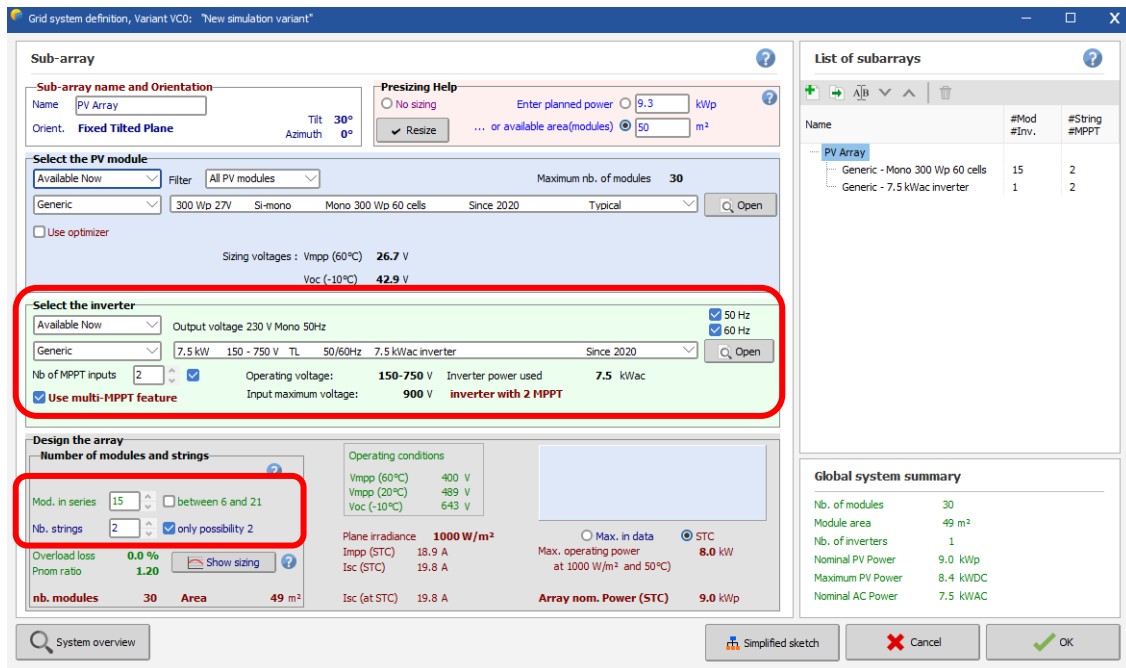 Grid system definition, Variant VC0: "New simulation variant"
Sub-array
Sub-array name and Orientation
Name PV Array
Orient. Fixed Tilted Plane
Tilt 30°
Azimuth 0°
Presizing Help
No sizing
Enter planned power 9.3 kWp
Resize
... or available area(modules) 50 m²
Select the PV module
Available Now Filter All PV modules Maximum nb. of modules 30
Generic 300 Wp 27V Si-mono Mono 300 Wp 60 cells Since 2020 Typical Open
Use optimizer
Sizing voltages : Vmpp (60°C) 26.7 V
Voc (-10°C) 42.9 V
Select the inverter
Available Now Output voltage 230 V Mono 50Hz
50 Hz
60 Hz
Generic 7.5 kW 150 - 750 V TL 50/60Hz 7.5 kWac inverter Since 2020 Open
Nb of MPPT inputs 2 Operating voltage: 150-750 V Inverter power used 7.5 kWac
Use multi-MPPT feature Input maximum voltage: 900 V inverter with 2 MPPT
Design the array
Number of modules and strings
Mod. in series 15 between 6 and 21
Nb. strings 2 only possibility 2
Overload loss 0.0 %
Pnom ratio 1.20
Show sizing
nb. modules 30 Area 49 m²
Operating conditions
Vmpp (60°C) 400 V
Vmpp (20°C) 489 V
Voc (-10°C) 643 V
Plane irradiance 1000 W/m²
Impp (STC) 18.9 A
Isc (STC) 19.8 A
Isc (at STC) 19.8 A
Max. in data STC
Max. operating power 8.0 kW
at 1000 W/m² and 50°C)
Array nom. Power (STC) 9.0 kWp
List of subarrays
Name #Mod #String
#Inv. #MPPT
PV Array
Generic - Mono 300 Wp 60 cells 15 2
Generic - 7.5 kWac inverter 1 2
Global system summary
Nb. of modules 30
Module area 49 m²
Nb. of inverters 1
Nominal PV Power 9.0 kWp
Maximum PV Power 8.4 kWDC
Nominal AC Power 7.5 kWAC
System overview
Simplified sketch
Cancel
OK